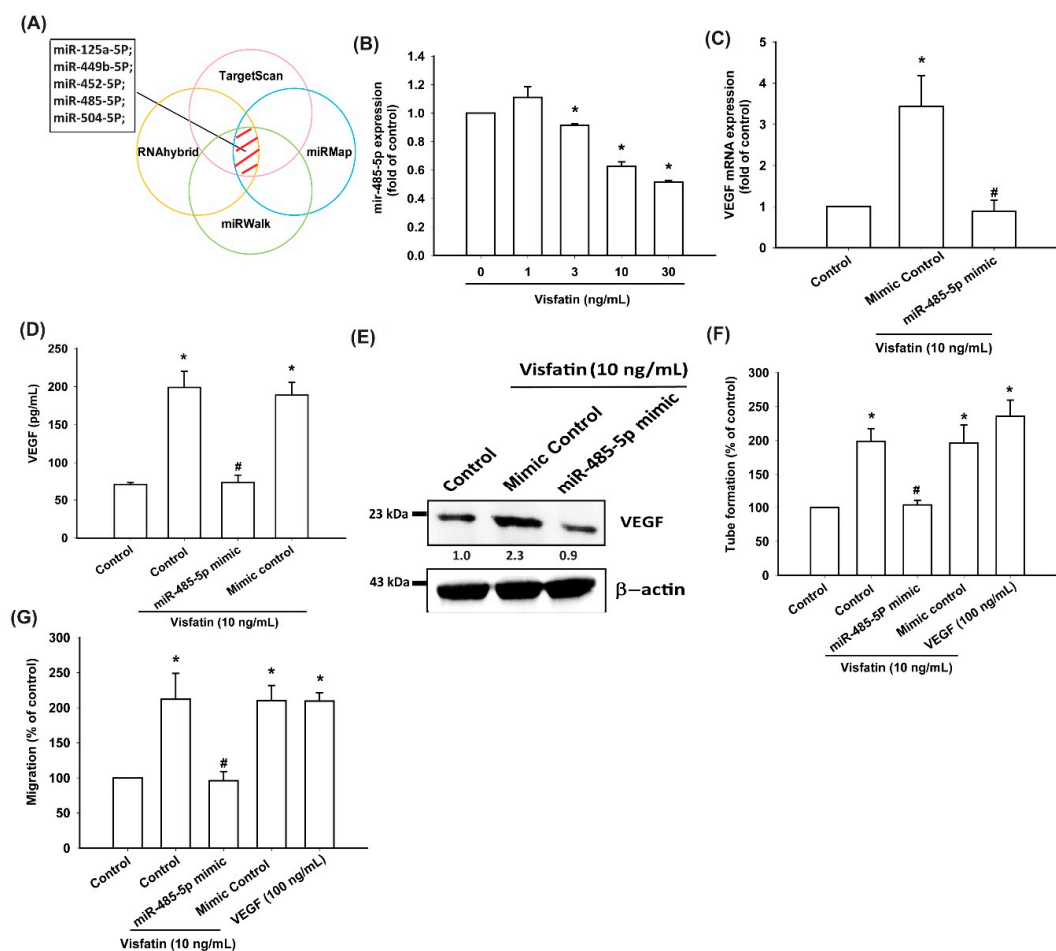 (A)
miR-125a-5P;
miR-449b-5P;
miR-452-5P;
miR-485-5P;
miR-504-5P;
TargetScan
RNAhybrid
miRMap
miRWalk
(B)
mir-485-5p expression
(fold of control)
1.4
1.2
1.0
0.8
0.6
0.4
0.2
0.0
*
*
*
0 1 3 10 30
Visfatin (ng/mL)
(C)
VEGF mRNA expression
(fold of control)
5
4
3
2
1
0
*
#
Control
Mimic Control
miR-485-5p mimic
Visfatin (10 ng/mL)
(D)
VEGF (pg/mL)
250
200
150
100
50
0
*
#
*
Control
Control
miR-485-5p mimic
Mimic control
Visfatin (10 ng/mL)
(E)
Visfatin (10 ng/mL)
Control
Mimic Control
miR-485-5p mimic
23 kDa
VEGF
1.0 2.3 0.9
43 kDa
β–actin
(F)
Tube formation (% of control)
300
250
200
150
100
50
0
*
#
*
*
Control
Control
miR-485-5P mimic
Mimic control
VEGF (100 ng/mL)
Visfatin (10 ng/mL)
(G)
Migration (% of control)
300
250
200
150
100
50
0
*
#
*
*
Control
Control
miR-485-5p mimic
Mimic Control
VEGF (100 ng/mL)
Visfatin (10 ng/mL)